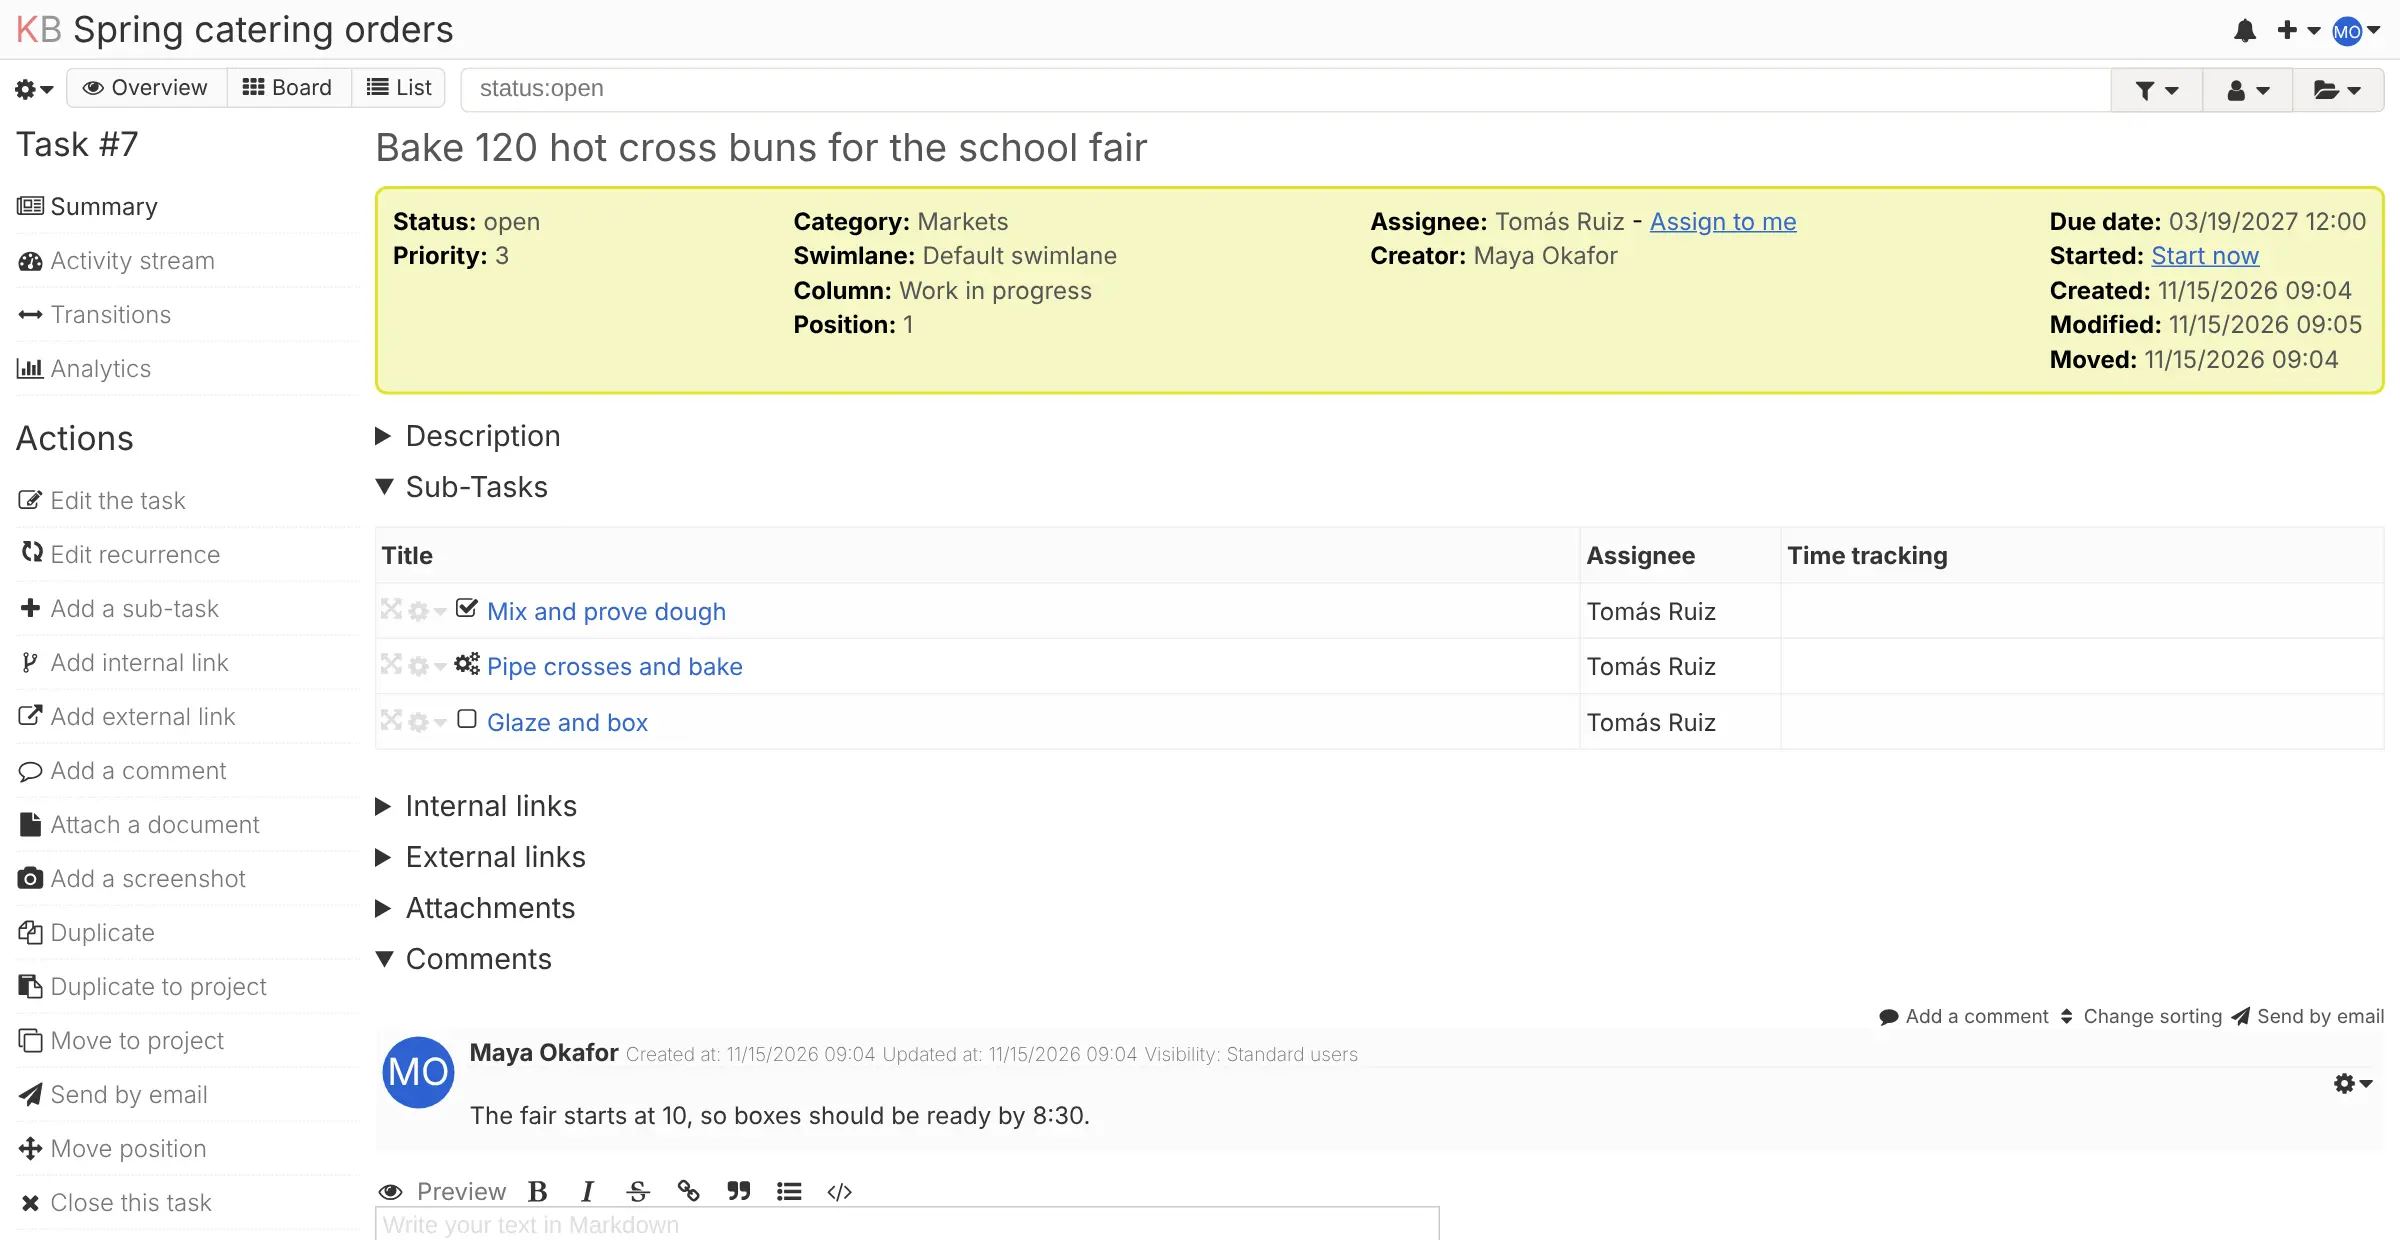 KB Spring catering orders
MO
Overview
Board
List
status:open
Task #7
Summary
Activity stream
Transitions
Analytics
Actions
Edit the task
Edit recurrence
Add a sub-task
Add internal link
Add external link
Add a comment
Attach a document
Add a screenshot
Duplicate
Duplicate to project
Move to project
Send by email
Move position
Close this task
Bake 120 hot cross buns for the school fair
Status: open
Priority: 3
Category: Markets
Swimlane: Default swimlane
Column: Work in progress
Position: 1
Assignee: Tomás Ruiz - Assign to me
Creator: Maya Okafor
Due date: 03/19/2027 12:00
Started: Start now
Created: 11/15/2026 09:04
Modified: 11/15/2026 09:05
Moved: 11/15/2026 09:04
Description
Sub-Tasks
Title Assignee Time tracking
Mix and prove dough Tomás Ruiz
Pipe crosses and bake Tomás Ruiz
Glaze and box Tomás Ruiz
Internal links
External links
Attachments
Comments
Add a comment Change sorting Send by email
MO
Maya Okafor Created at: 11/15/2026 09:04 Updated at: 11/15/2026 09:04 Visibility: Standard users
The fair starts at 10, so boxes should be ready by 8:30.
Preview B I S
Write your text in Markdown